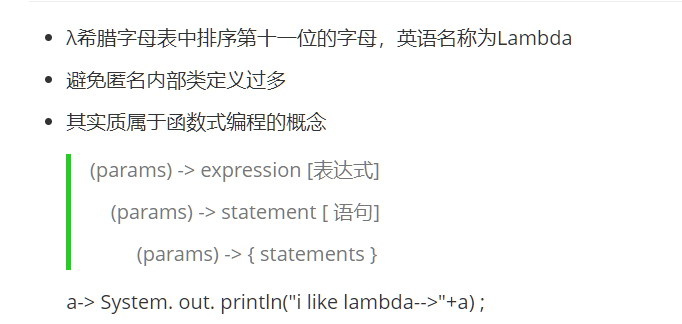 λ希腊字母表中排序第十一位的字母，英语名称为Lambda
避免匿名内部类定义过多
其实质属于函数式编程的概念
(params) -> expression [表达式]
(params) -> statement [ 语句]
(params) -> { statements }
a-> System. out. println("i like lambda-->"+a) ;